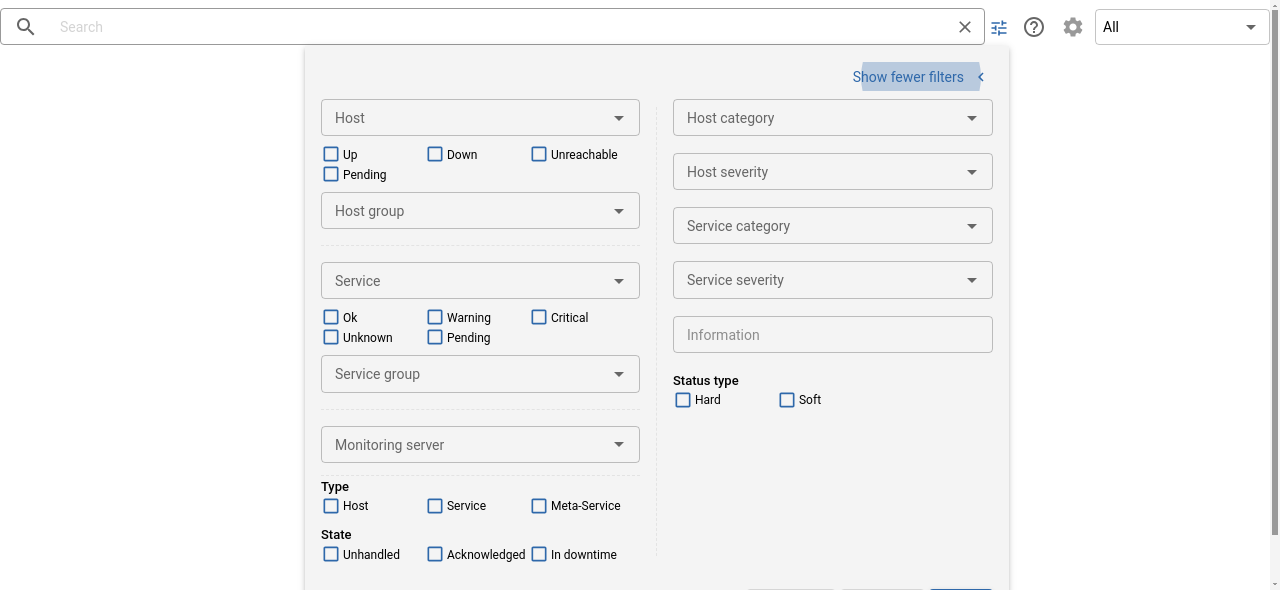 Search
All
Show fewer filters
Host
Up Down Unreachable
Pending
Host group
Service
Ok Warning Critical
Unknown Pending
Service group
Monitoring server
Type
Host Service Meta-Service
State
Unhandled Acknowledged In downtime
Host category
Host severity
Service category
Service severity
Information
Status type
Hard Soft